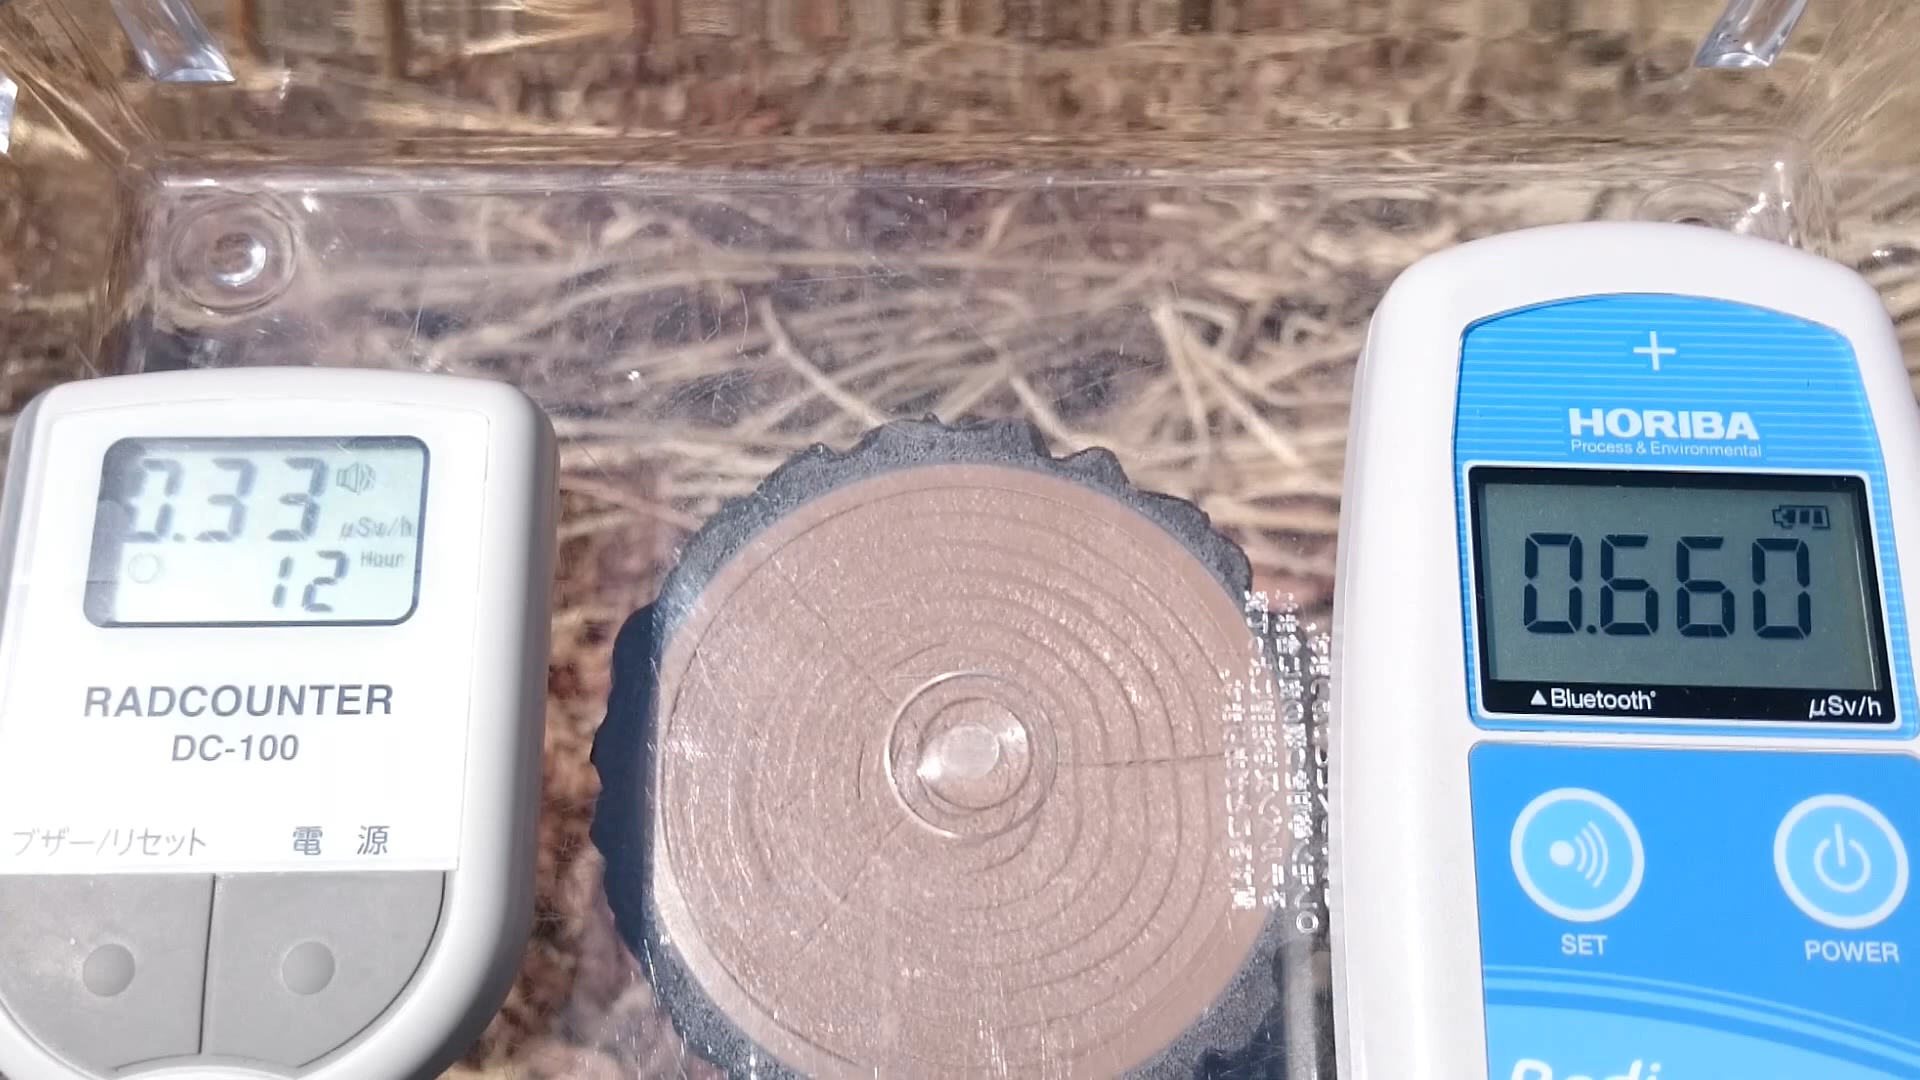 0.33
μSv/h
12 Hour
RADCOUNTER
DC-100
ブザー/リセット
電 源
HORIBA
Process & Environmental
0.660
Bluetooth®
μSv/h
SET
POWER
Radi